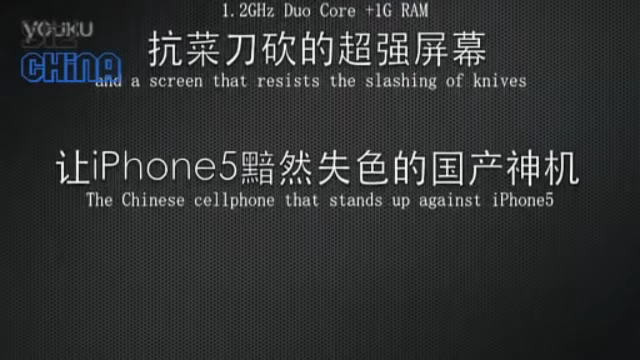 1.2GHz Duo Core +1G RAM
YOUKU
抗菜刀砍的超强屏幕
CHINA
and a screen that resists the slashing of knives
让iPhone5黯然失色的国产神机
The Chinese cellphone that stands up against iPhone5